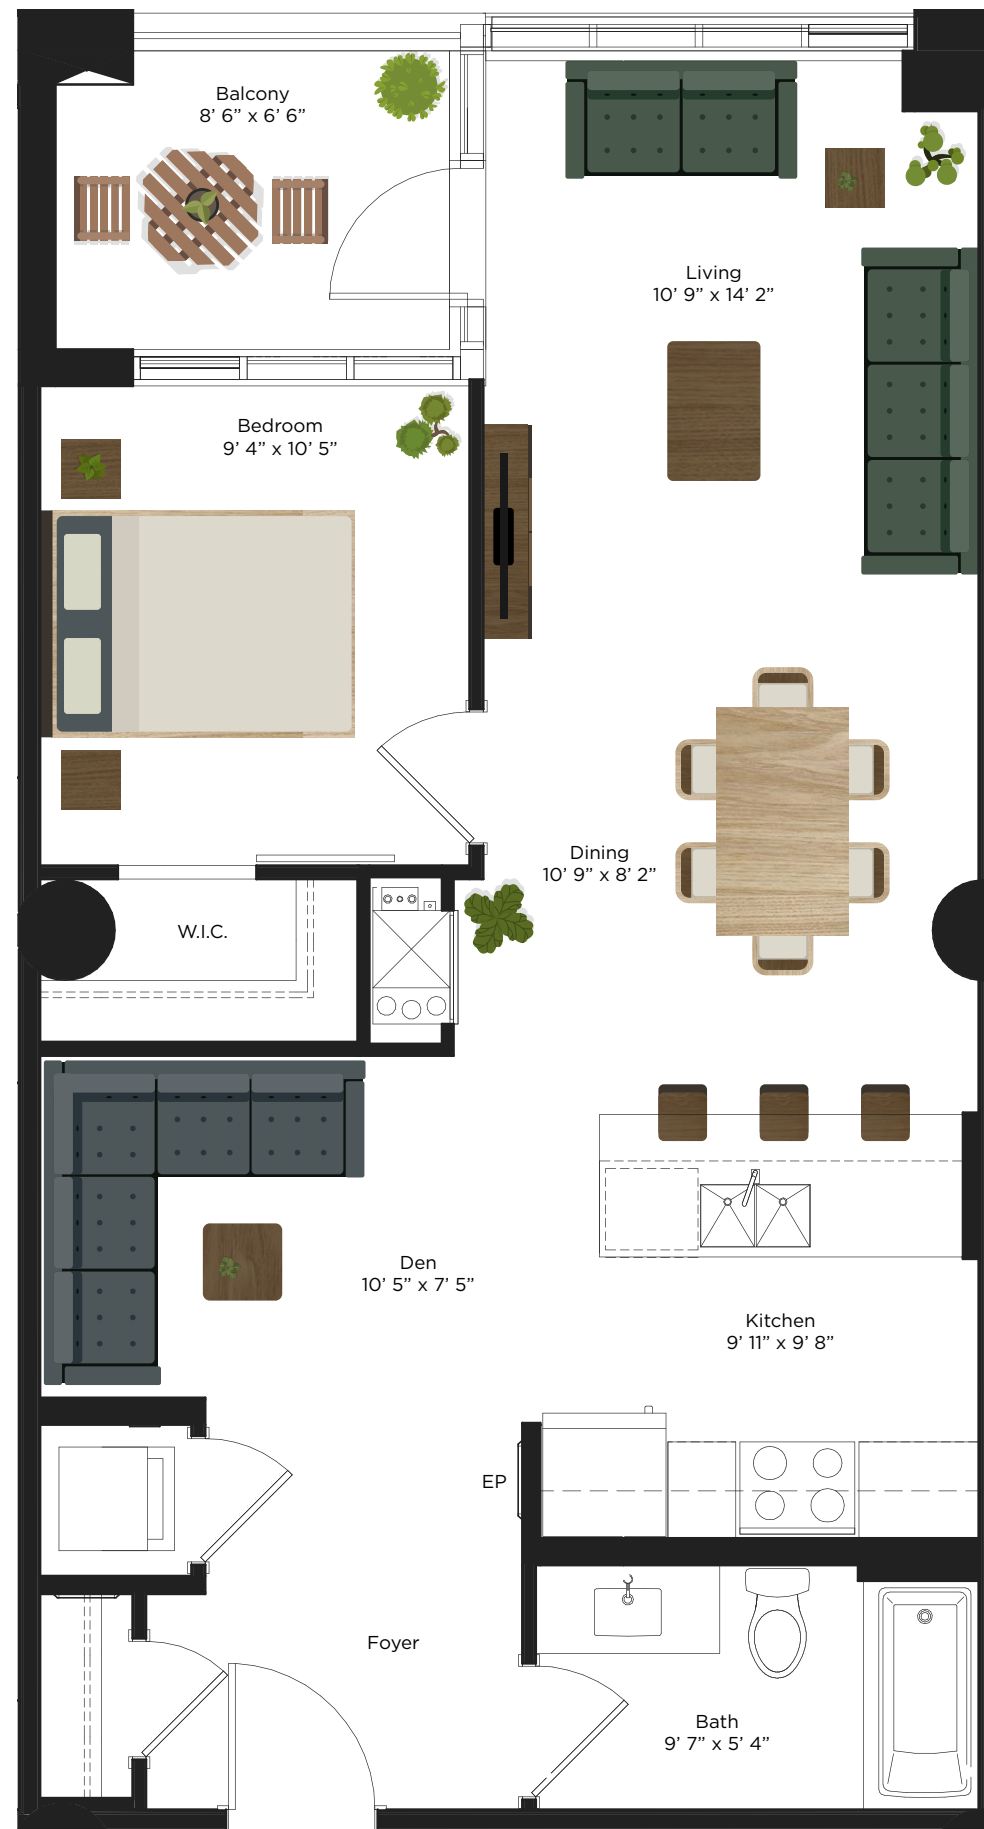 Balcony
8’ 6” x 6’ 6”
Living
10’ 9” x 14’ 2”
Bedroom
9’ 4” x 10’ 5”
Dining
10’ 9” x 8’ 2”
W.I.C.
Den
10’ 5” x 7’ 5”
Kitchen
9’ 11” x 9’ 8”
EP
Foyer
Bath
9’ 7” x 5’ 4”